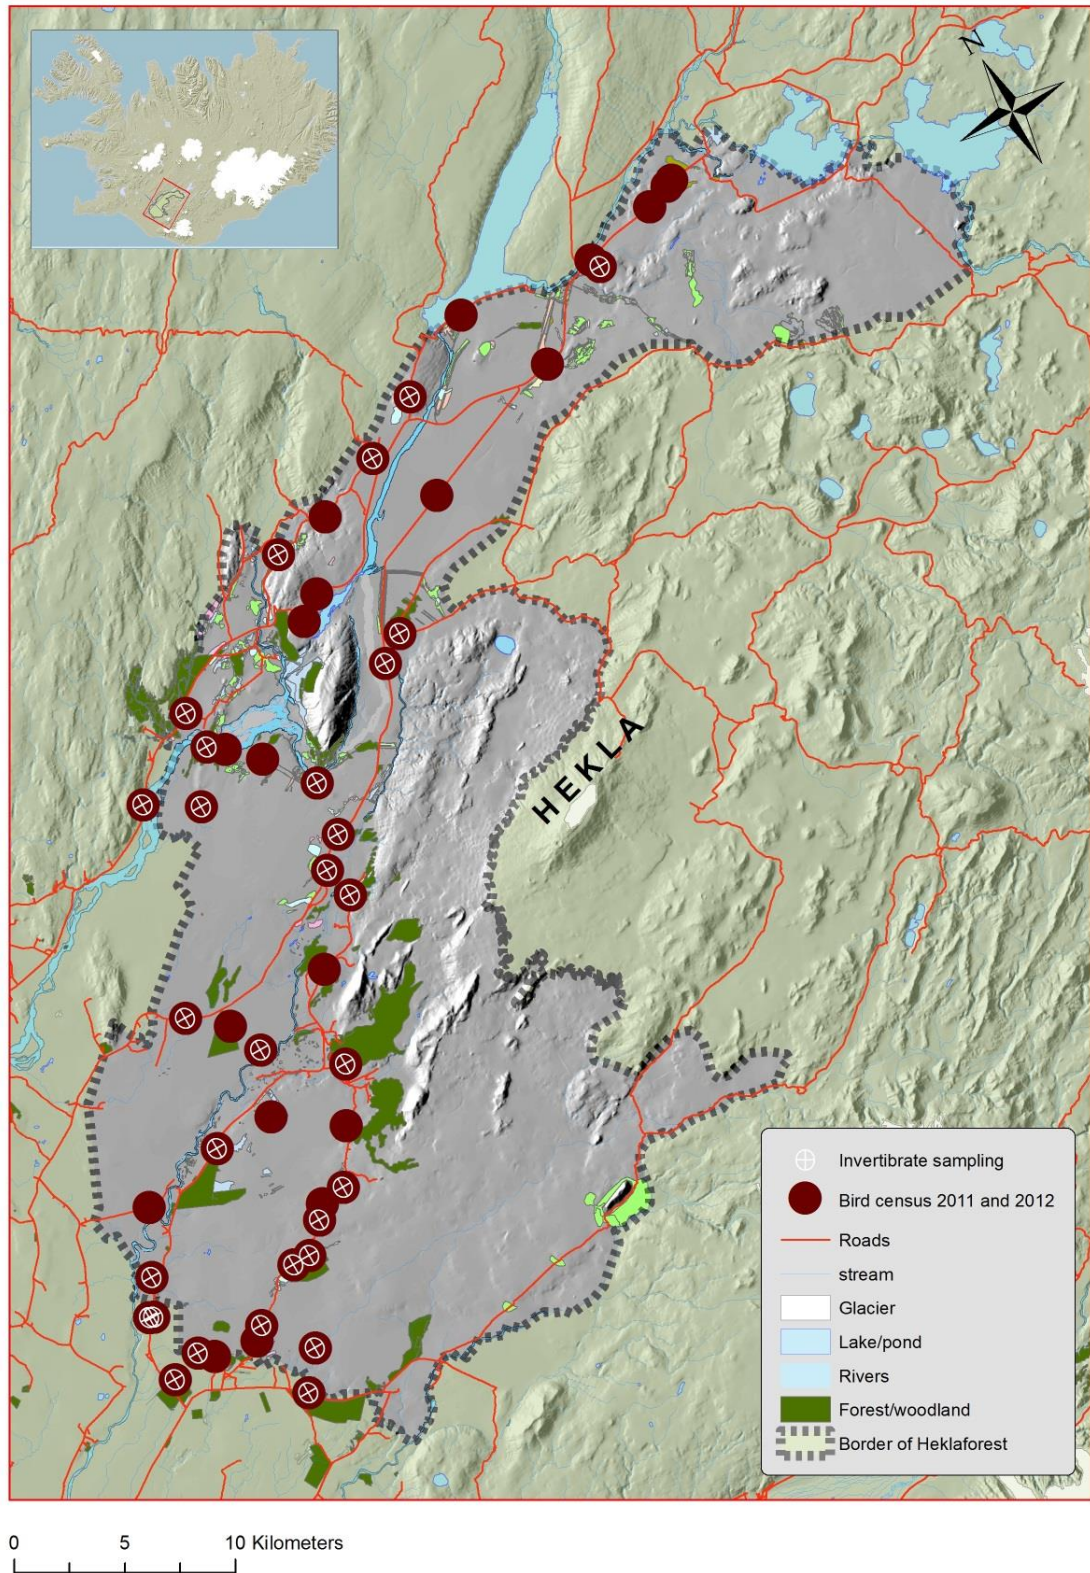 N
HEKLA
Invertibrate sampling
Bird census 2011 and 2012
Roads
stream
Glacier
Lake/pond
Rivers
Forest/woodland
Border of Heklaforest
0 5 10 Kilometers